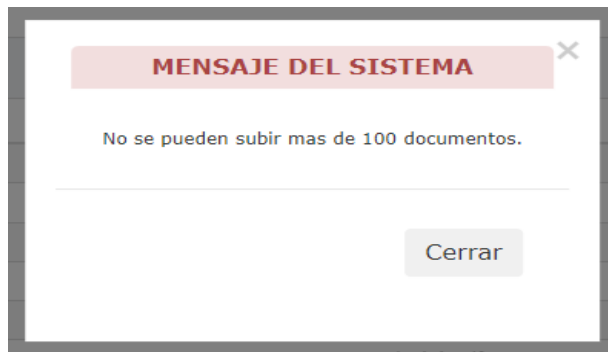 MENSAJE DEL SISTEMA
No se pueden subir mas de 100 documentos.
Cerrar